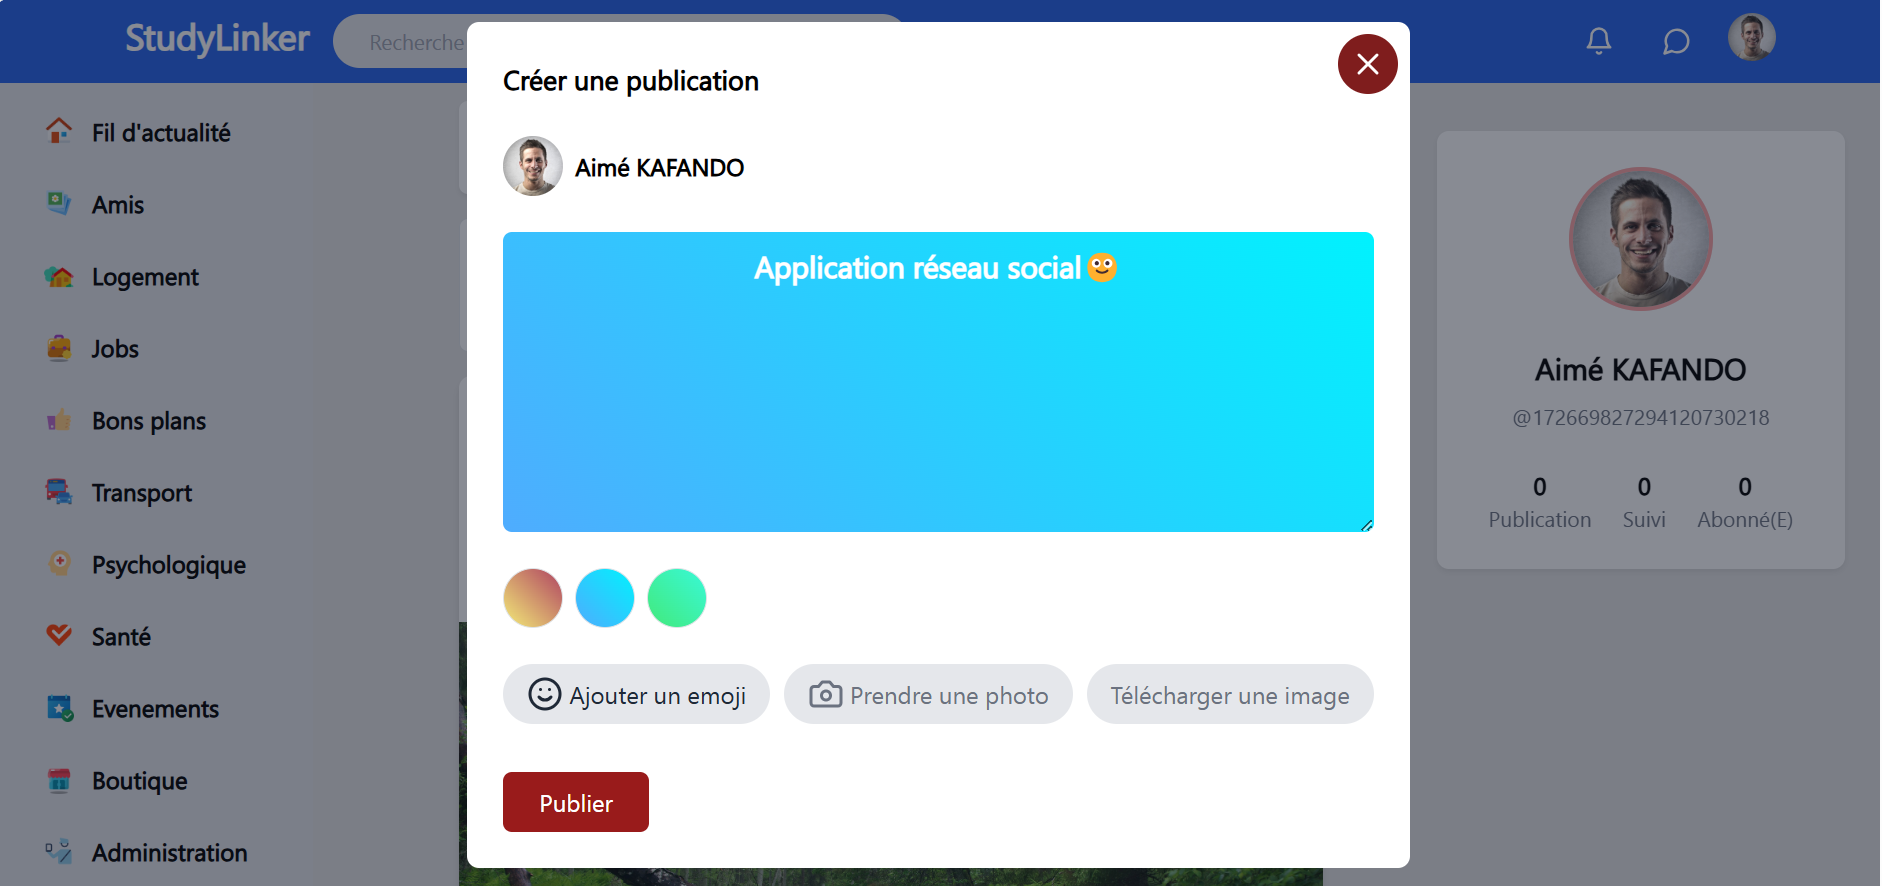 StudyLinker
Recherche
Fil d'actualité
Amis
Logement
Jobs
Bons plans
Transport
Psychologique
Santé
Evenements
Boutique
Administration
Créer une publication
Aimé KAFANDO
Application réseau social
Ajouter un emoji
Prendre une photo
Télécharger une image
Publier
Aimé KAFANDO
@172669827294120730218
0 0 0
Publication Suivi Abonné(E)